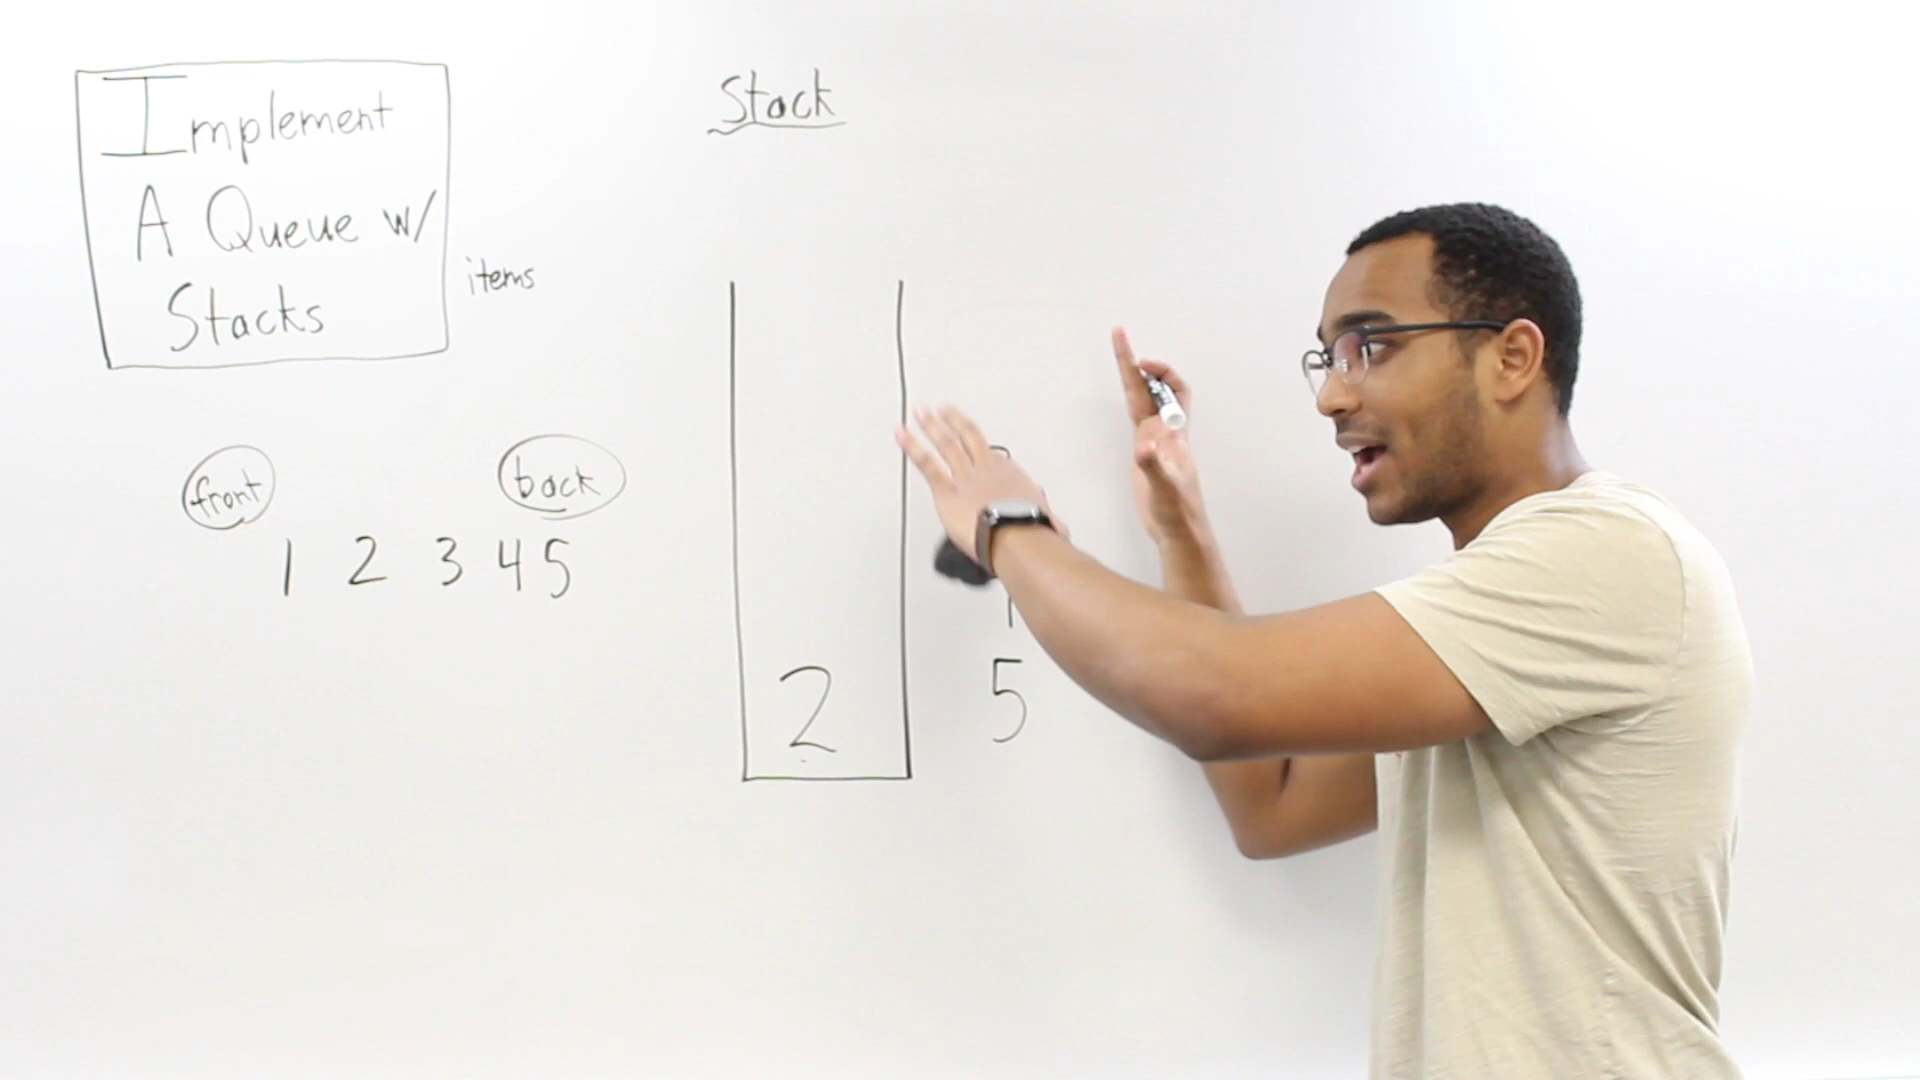 Implement
A Queue w/
Stacks
items
front
back
1 2 3 4 5
Stack
2
5